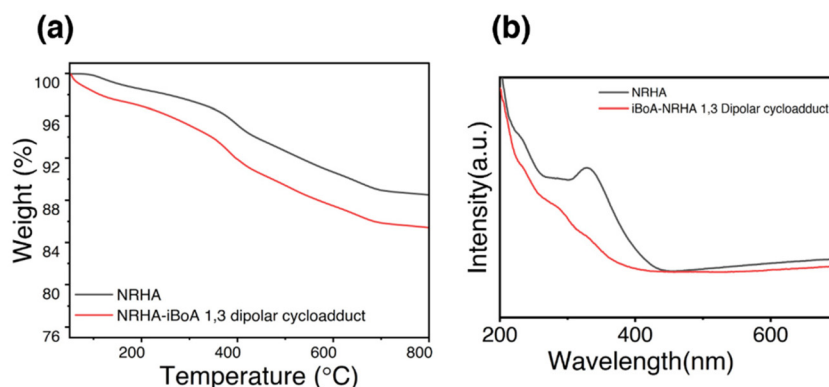 (a)
Weight (%)
100
96
92
88
84
80
76
NRHA
NRHA-iBoA 1,3 dipolar cycloadduct
200
400
600
800
Temperature (°C)
(b)
Intensity(a.u.)
NRHA
iBoA-NRHA 1,3 Dipolar cycloadduct
200
400
600
Wavelength(nm)